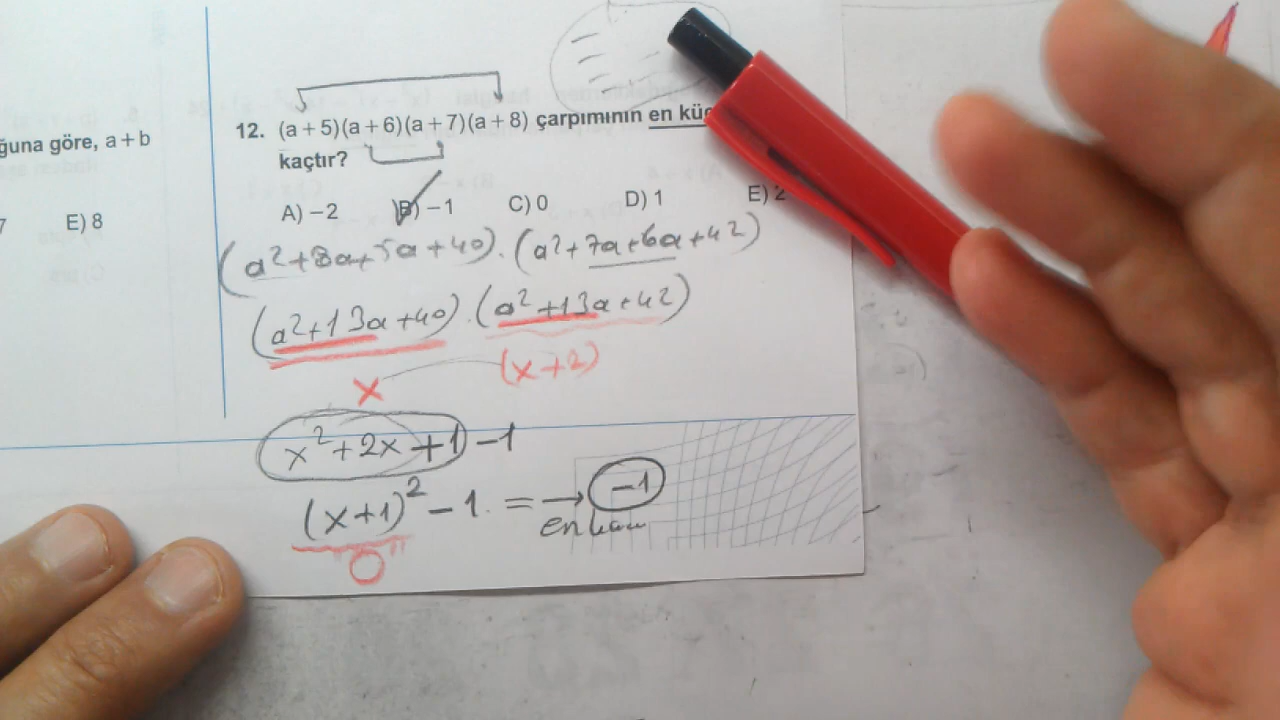 ğuna göre, a + b
7 E) 8
12. (a + 5)(a + 6)(a + 7)(a + 8) çarpımının en
kaçtır?
A) −2 B) −1 C) 0 D) 1 E) 2
(a²+8a+5a+40).(a²+7a+6a+42)
(a²+13a+40).(a²+13a+42)
x (x+2)
x²+2x+1−1
(x+1)²−1 = → −1
0 en